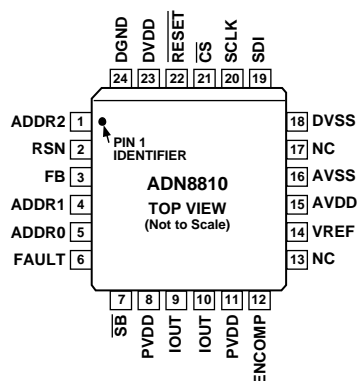 DGND
DVDD
RESET
CS
SCLK
SDI
24 23 22 21 20 19
ADDR2 1
RSN 2
FB 3
ADDR1 4
ADDR0 5
FAULT 6
PIN 1
IDENTIFIER
ADN8810
TOP VIEW
(Not to Scale)
18 DVSS
17 NC
16 AVSS
15 AVDD
14 VREF
13 NC
7 8 9 10 11 12
SB
PVDD
IOUT
IOUT
PVDD
ENCOMP